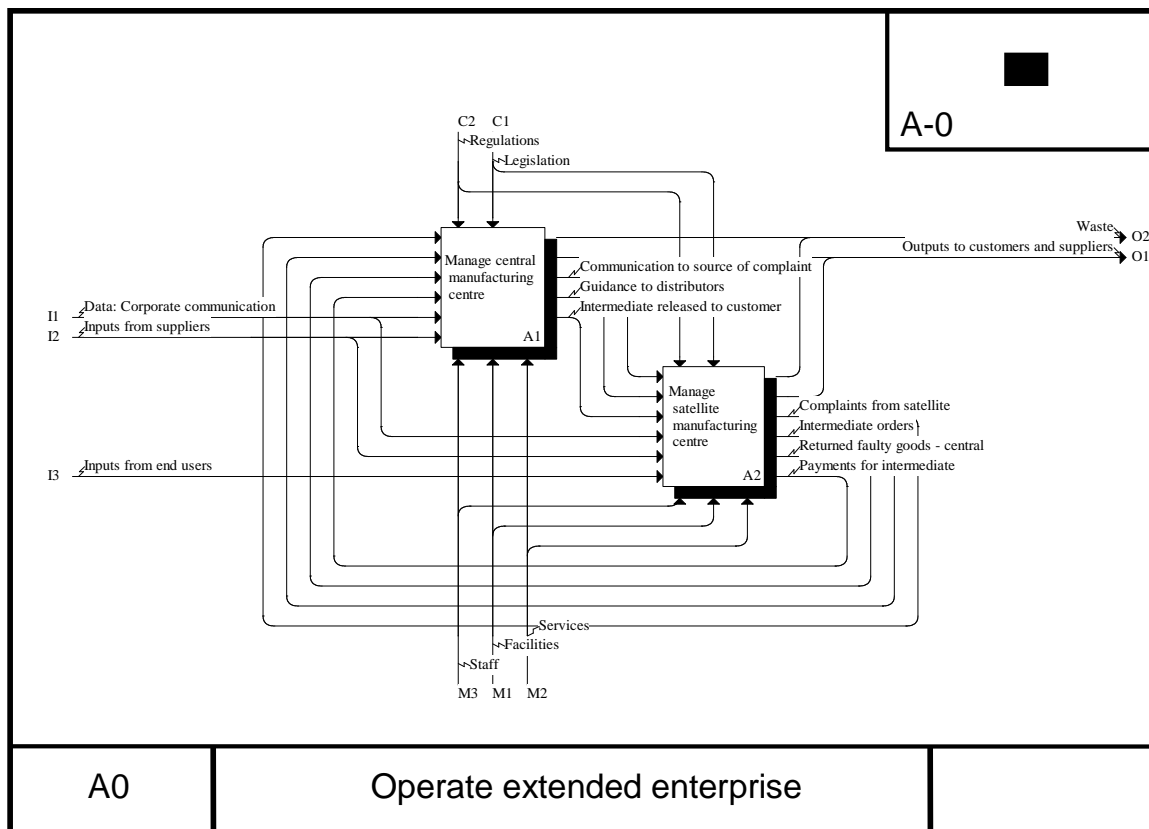 A-0
C2 C1
Regulations
Legislation
Waste
O2
Outputs to customers and suppliers
O1
Manage central
manufacturing
centre
A1
Communication to source of complaint
Guidance to distributors
Intermediate released to customer
I1
Data: Corporate communication
I2
Inputs from suppliers
Manage
satellite
manufacturing
centre
A2
Complaints from satellite
Intermediate orders
Returned faulty goods - central
Payments for intermediate
I3
Inputs from end users
Services
Facilities
Staff
M3 M1 M2
A0
Operate extended enterprise